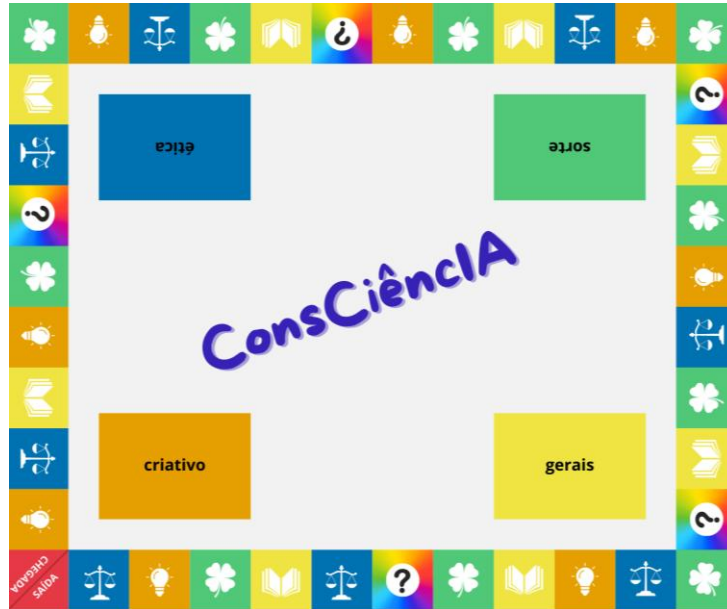 ética
sorte
ConsCiêncIA
criativo
gerais
CHEGADA
SAÍDA